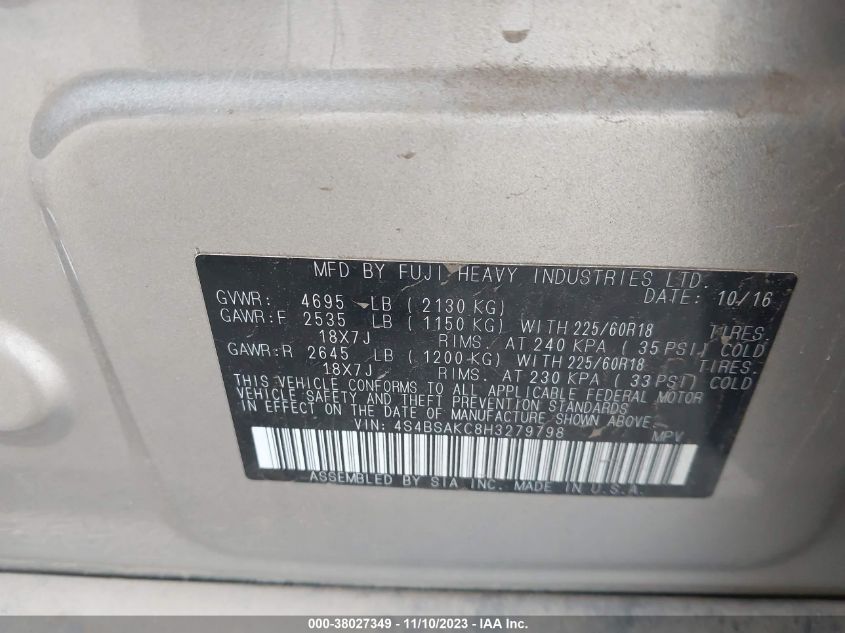 MFD BY FUJI HEAVY INDUSTRIES LTD.
DATE: 10/16
GVWR: 4695 LB ( 2130 KG)
GAWR:F 2535 LB ( 1150 KG) WITH 225/60R18 TIRES.
18X7J RIMS. AT 240 KPA ( 35 PSI) COLD
GAWR:R 2645 LB ( 1200 KG) WITH 225/60R18 TIRES.
18X7J RIMS. AT 230 KPA ( 33 PSI) COLD
THIS VEHICLE CONFORMS TO ALL APPLICABLE FEDERAL MOTOR
VEHICLE SAFETY AND THEFT PREVENTION STANDARDS
IN EFFECT ON THE DATE OF MANUFACTURE SHOWN ABOVE.
VIN: 4S4BSAKC8H3279798 MPV
ASSEMBLED BY SIA INC. MADE IN U.S.A.
000-38027349 - 11/10/2023 - IAA Inc.